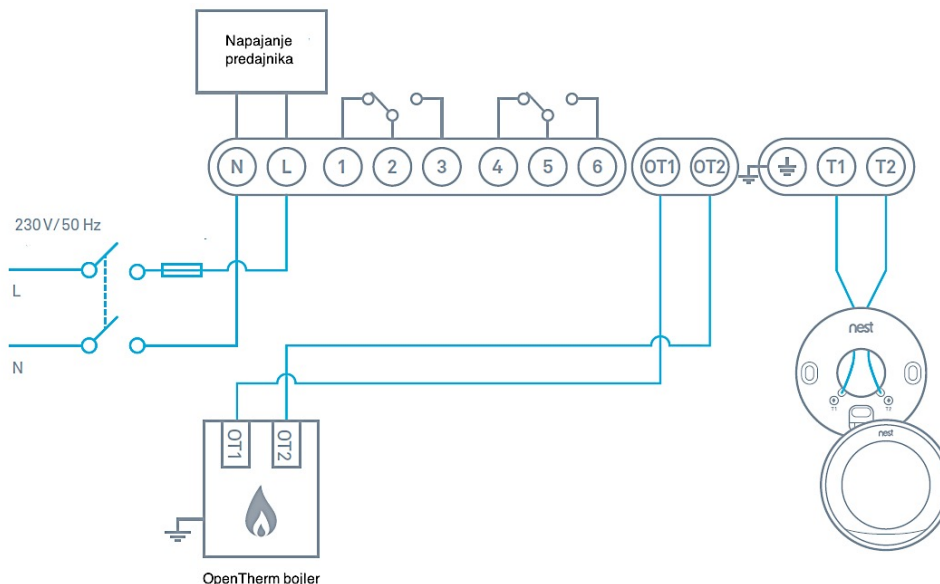 Napajanje
predajnika
N L 1 2 3 4 5 6 OT1 OT2 T1 T2
230 V/50 Hz
L
N
nest
T1 T2
nest
OT1 OT2
OpenTherm boiler